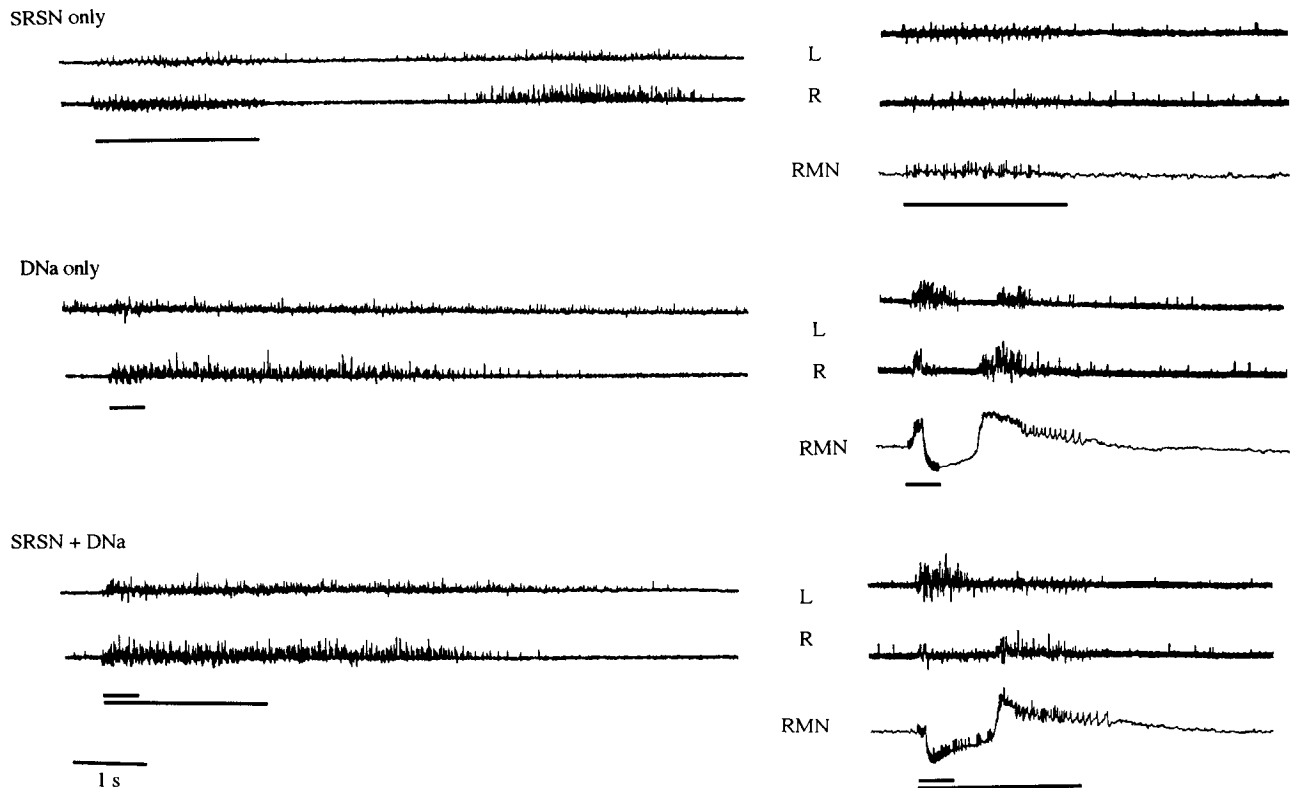 SRSN only
L
R
RMN
DNa only
L
R
RMN
SRSN + DNa
L
R
RMN
1 s